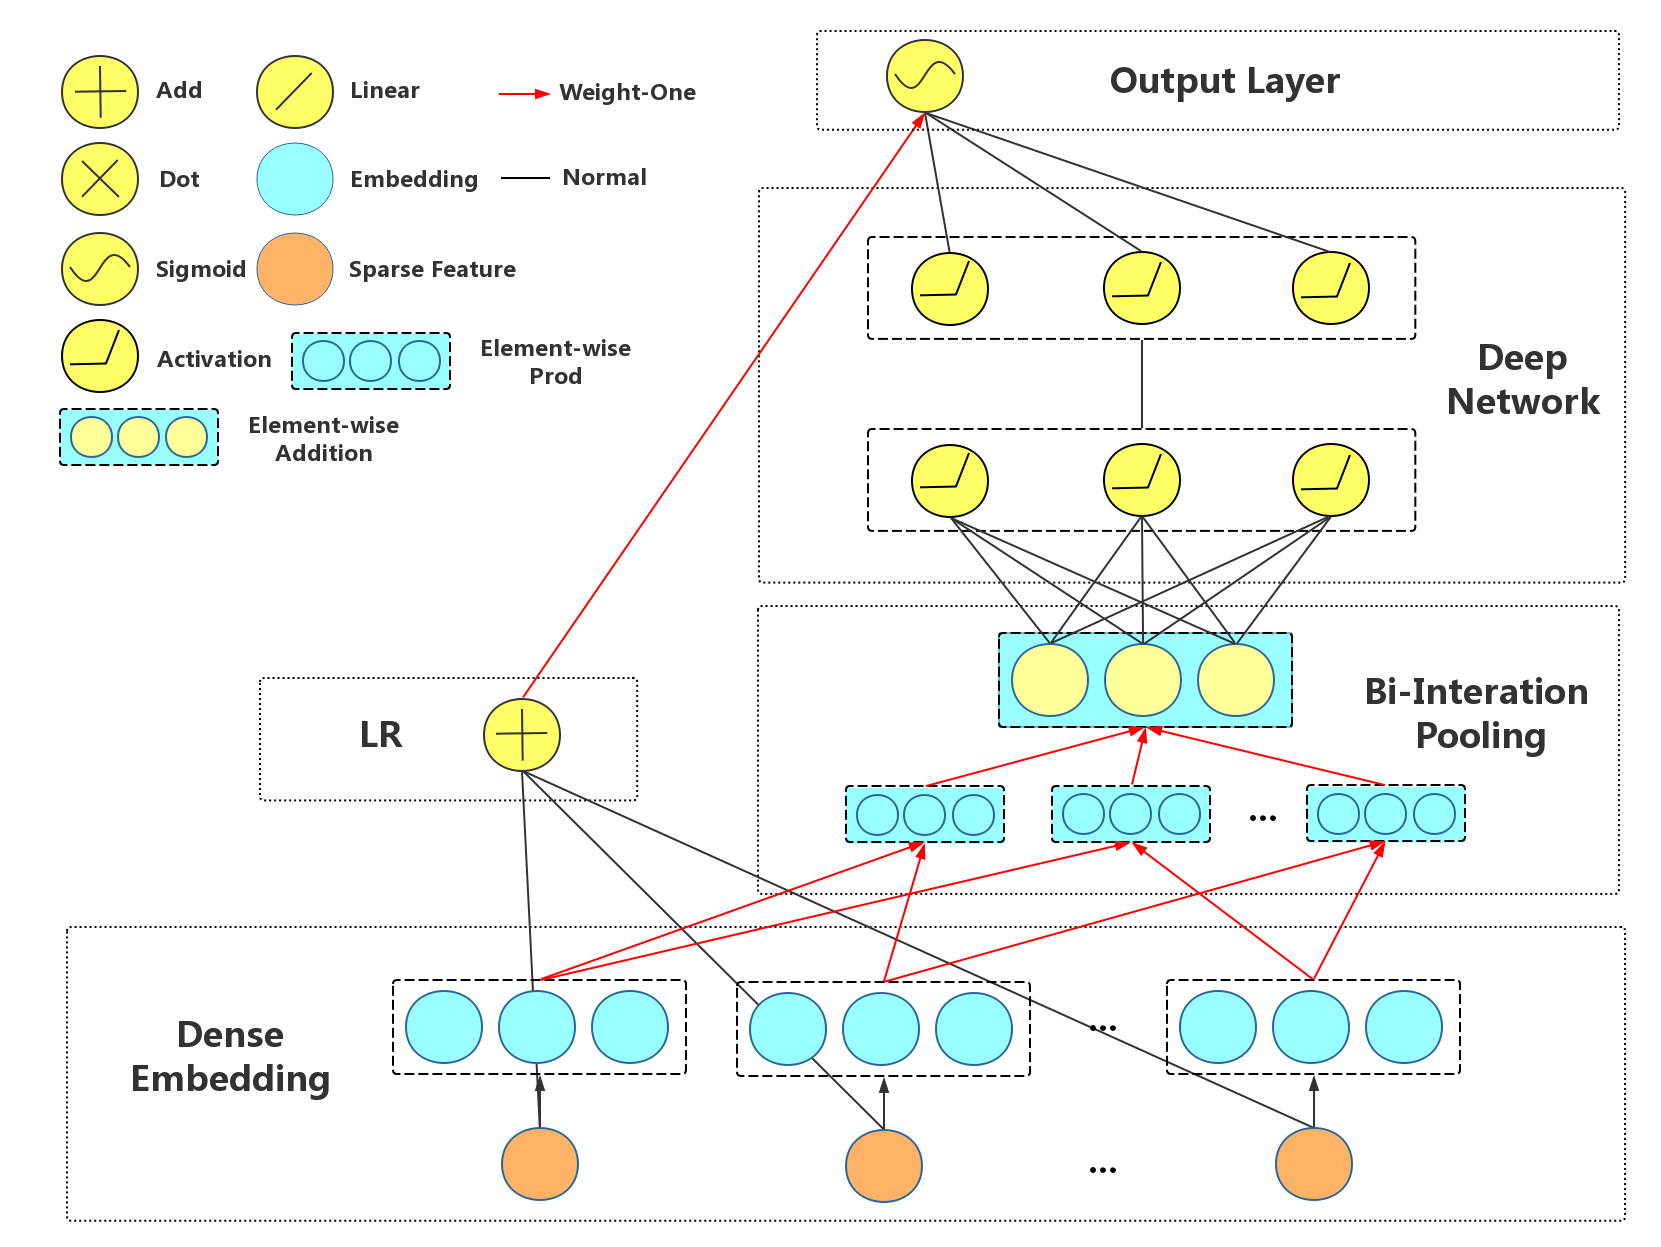 Add
Linear
Weight-One
Dot
Embedding
Normal
Sigmoid
Sparse Feature
Activation
Element-wise
Prod
Element-wise
Addition
Output Layer
Deep
Network
LR
Bi-Interation
Pooling
...
Dense
Embedding
...
...